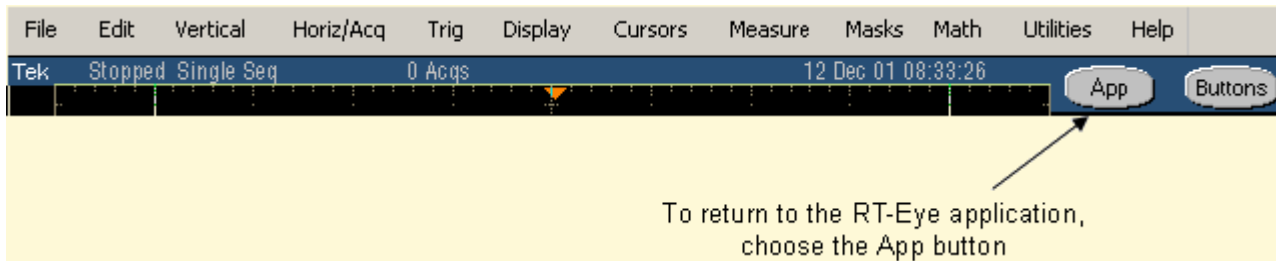 File Edit Vertical Horiz/Acq Trig Display Cursors Measure Masks Math Utilities Help
Tek Stopped Single Seq 0 Acqs 12 Dec 01 08:33:26 App Buttons
To return to the RT-Eye application,
choose the App button